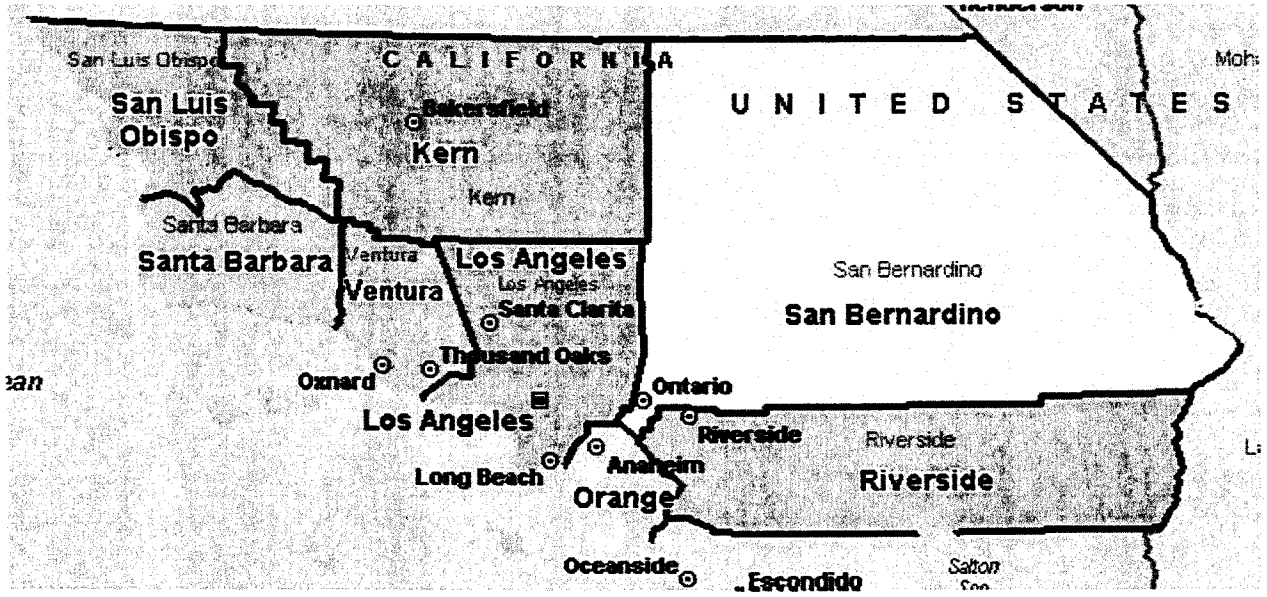 San Luis Obispo
CALIFORNIA
San Luis
Obispo
UNITED STATES
Bakersfield
Kern
Kern
Santa Barbara
Santa Barbara
Ventura
Ventura
Los Angeles
Los Angeles
Santa Clarita
San Bernardino
San Bernardino
Thousand Oaks
Oxnard
Ontario
Los Angeles
Riverside
Riverside
Riverside
Long Beach
Anaheim
Orange
Oceanside
Escondido
Salton